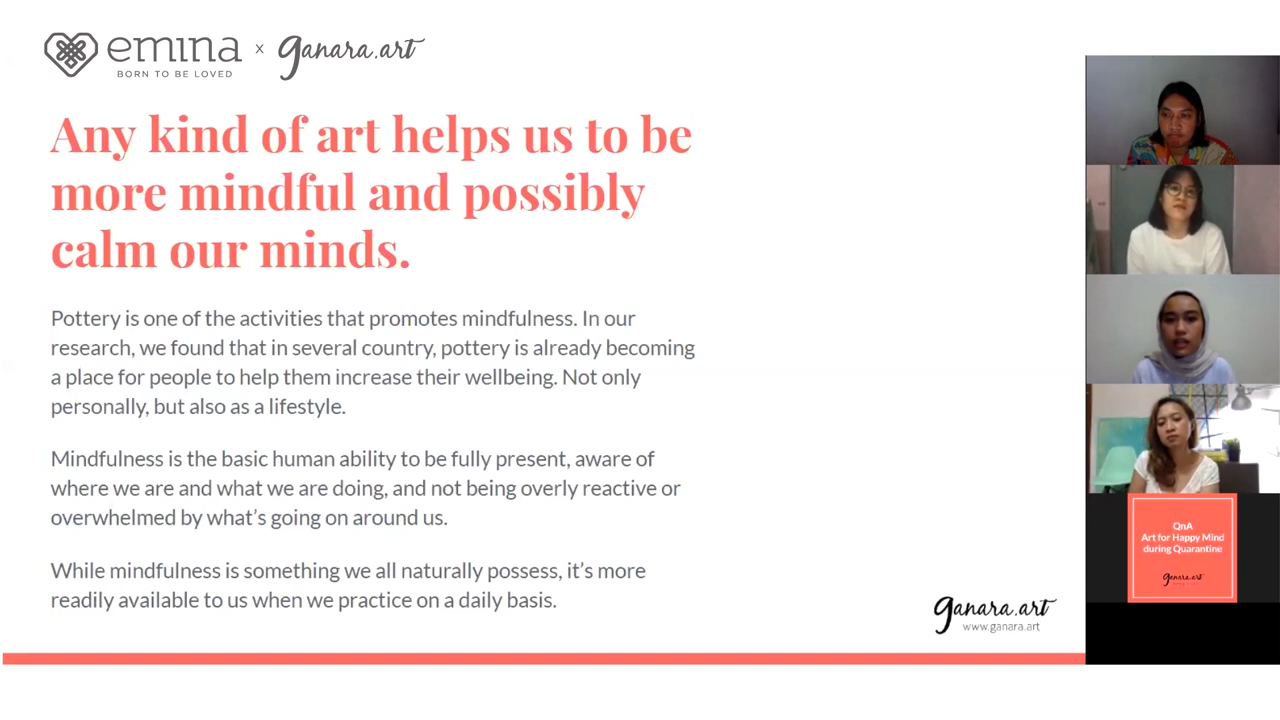 emina x ganara.art
BORN TO BE LOVED
Any kind of art helps us to be
more mindful and possibly
calm our minds.
Pottery is one of the activities that promotes mindfulness. In our
research, we found that in several country, pottery is already becoming
a place for people to help them increase their wellbeing. Not only
personally, but also as a lifestyle.
Mindfulness is the basic human ability to be fully present, aware of
where we are and what we are doing, and not being overly reactive or
overwhelmed by what’s going on around us.
While mindfulness is something we all naturally possess, it’s more
readily available to us when we practice on a daily basis.
ganara.art
www.ganara.art
QnA
Art for Happy Mind
during Quarantine
ganara.art